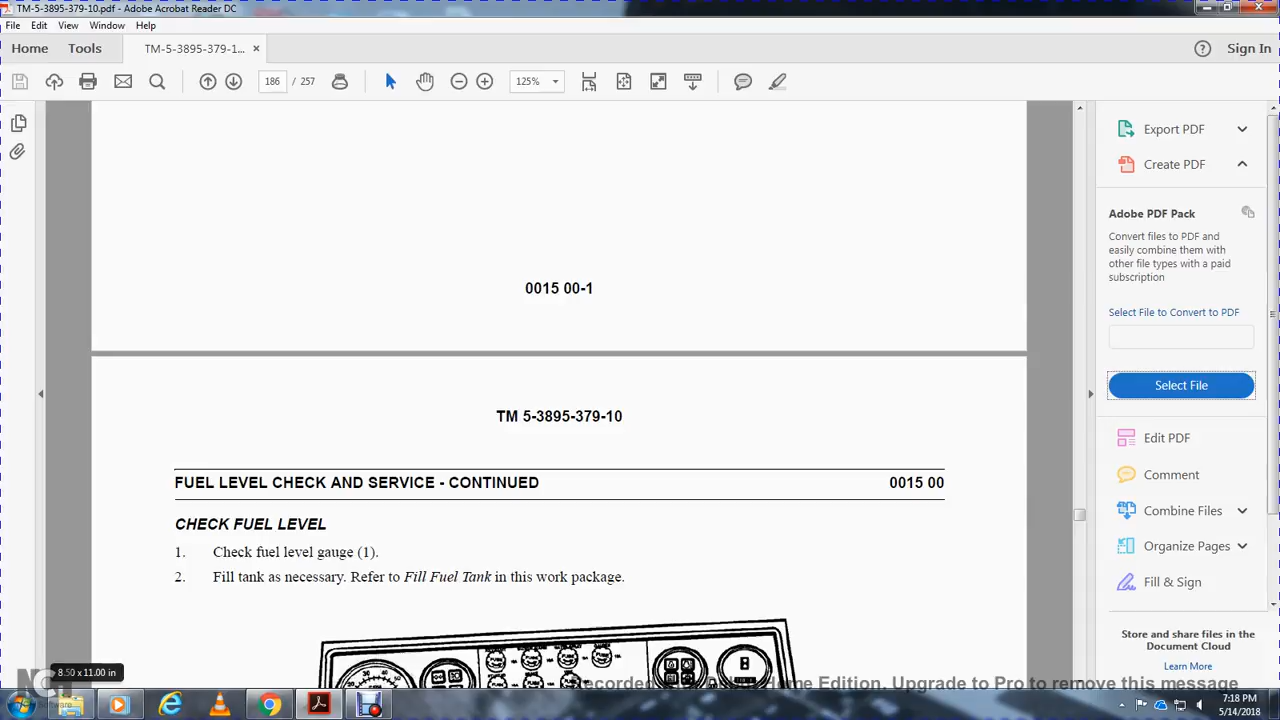 TM-5-3895-379-10.pdf - Adobe Acrobat Reader DC
File Edit View Window Help
Home Tools TM-5-3895-379-1... × Sign In
186 / 257 125%
Export PDF
Create PDF
Adobe PDF Pack
Convert files to PDF and
easily combine them with
other file types with a paid
subscription
Select File to Convert to PDF
Select File
Edit PDF
Comment
Combine Files
Organize Pages
Fill & Sign
Store and share files in the
Document Cloud
Learn More
0015 00-1
TM 5-3895-379-10
FUEL LEVEL CHECK AND SERVICE - CONTINUED 0015 00
CHECK FUEL LEVEL
1. Check fuel level gauge (1).
2. Fill tank as necessary. Refer to Fill Fuel Tank in this work package.
8.50 x 11.00 in
NCH
Software
Recorded Home Edition. Upgrade to Pro to remove this message
7:18 PM
5/14/2018